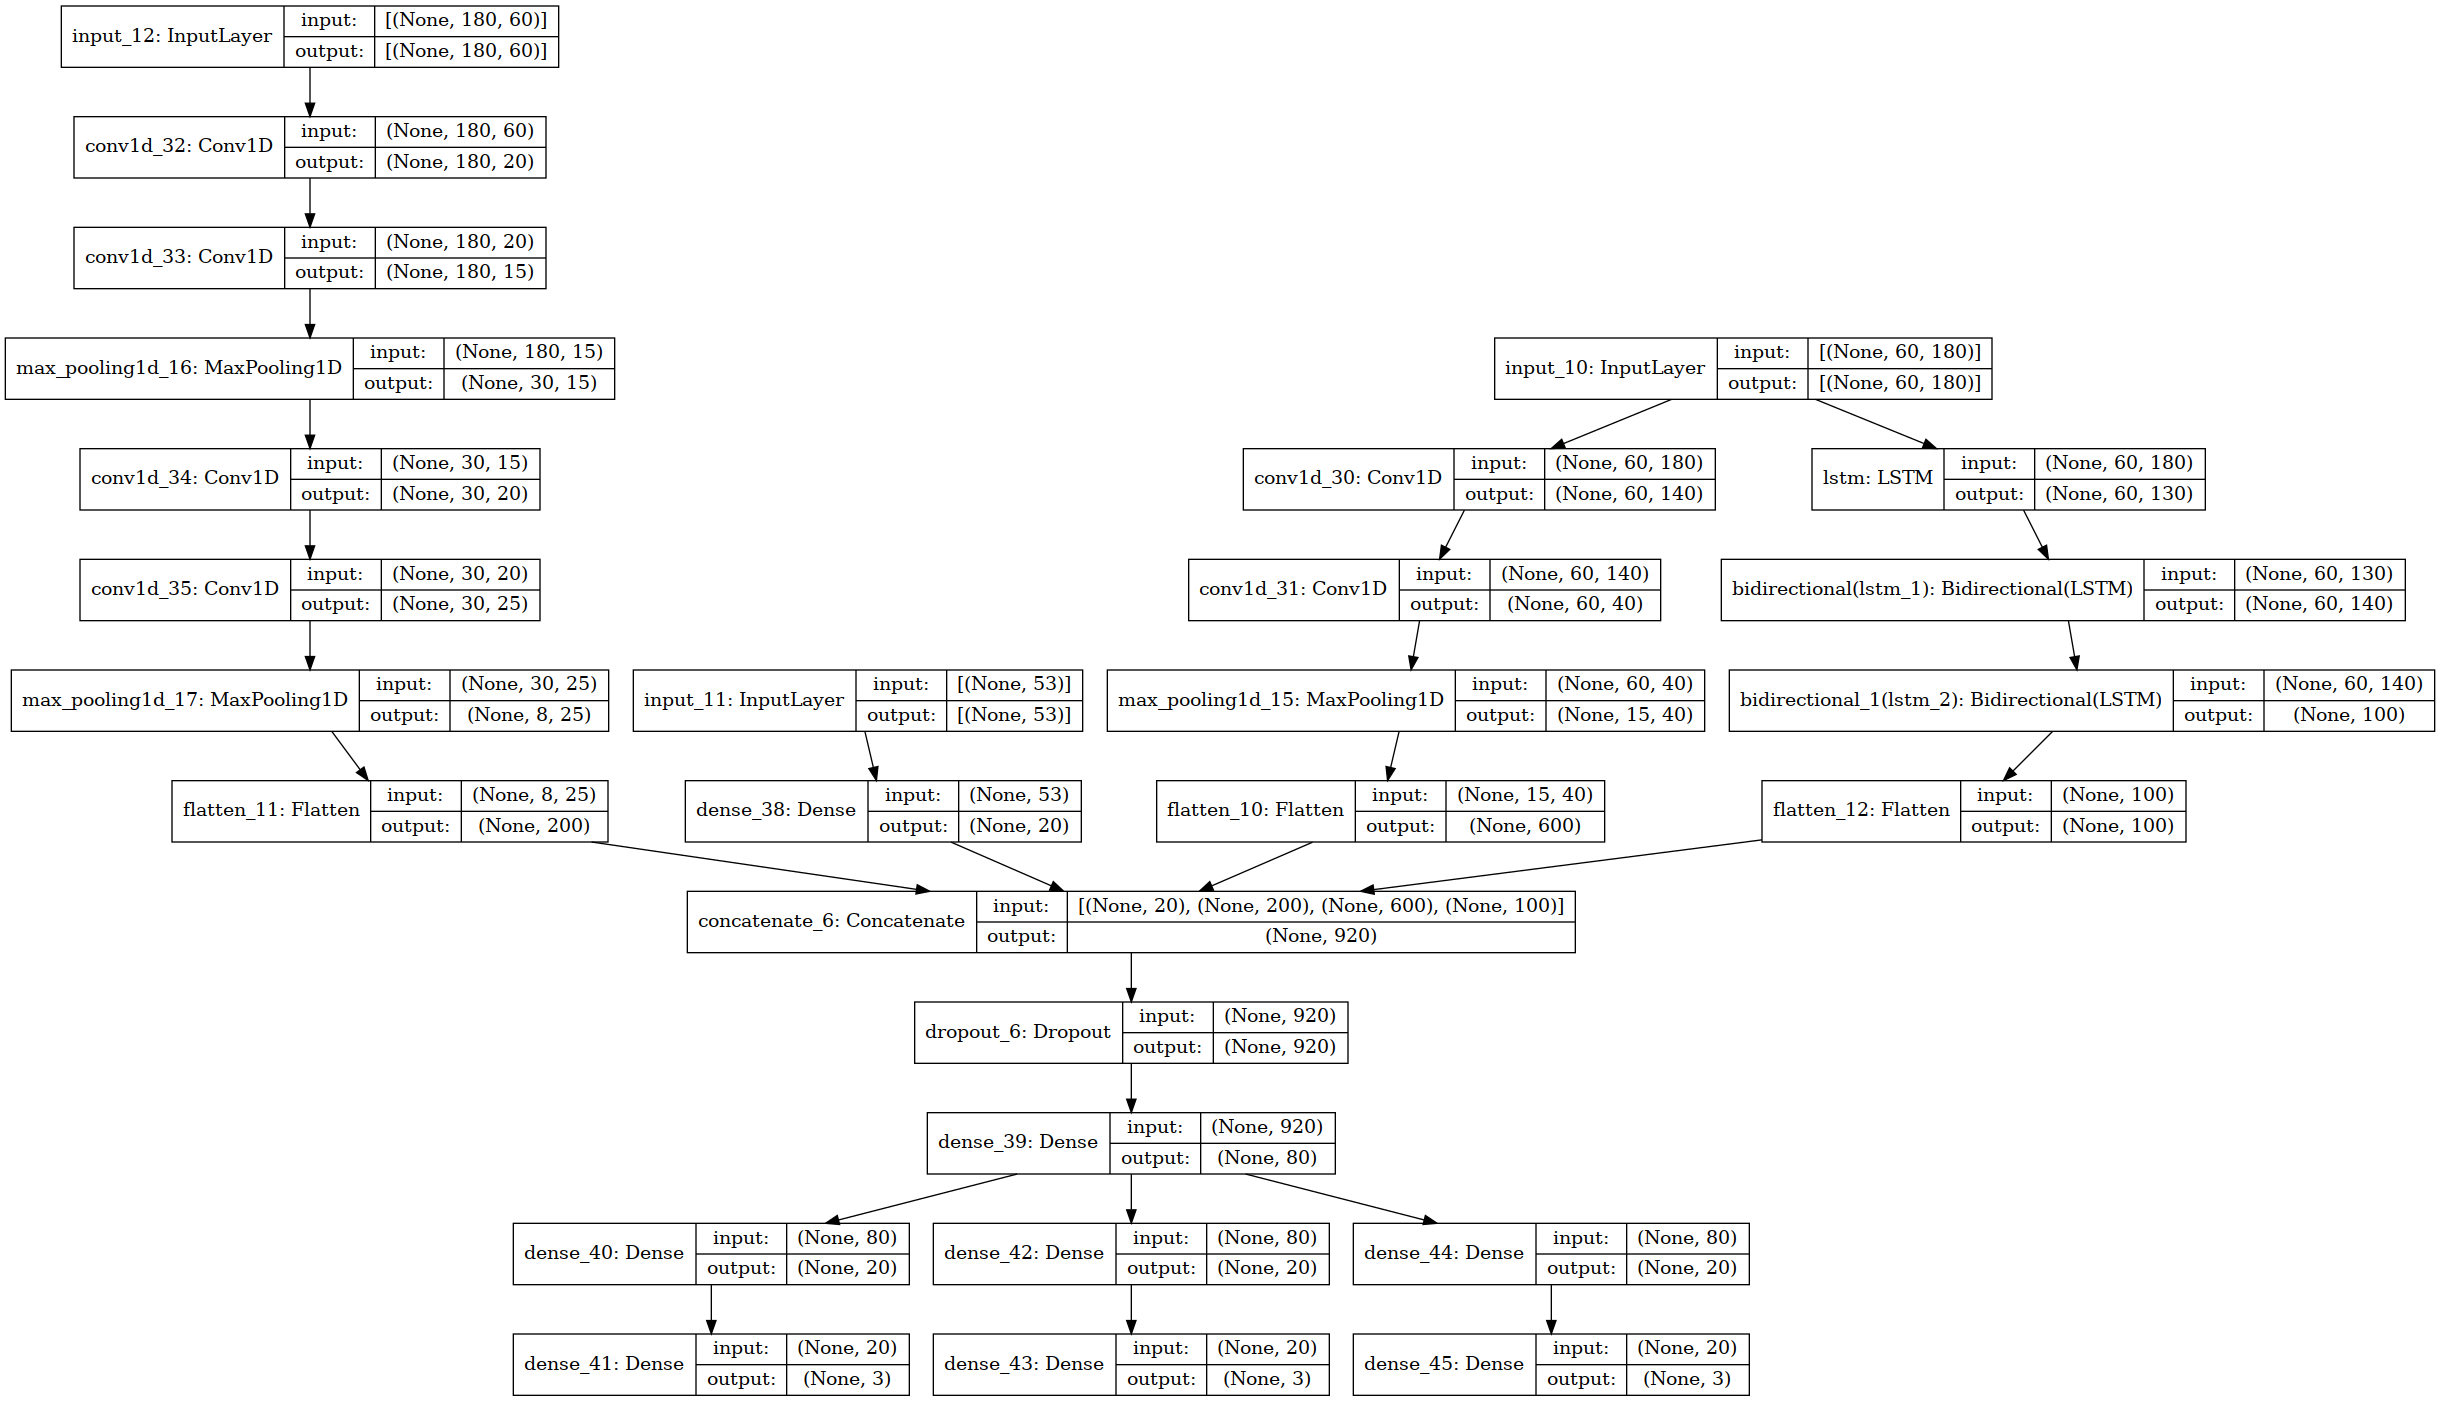 input_12: InputLayer
input: [(None, 180, 60)]
output: [(None, 180, 60)]
conv1d_32: Conv1D
input: (None, 180, 60)
output: (None, 180, 20)
conv1d_33: Conv1D
input: (None, 180, 20)
output: (None, 180, 15)
max_pooling1d_16: MaxPooling1D
input: (None, 180, 15)
output: (None, 30, 15)
input_10: InputLayer
input: [(None, 60, 180)]
output: [(None, 60, 180)]
conv1d_34: Conv1D
input: (None, 30, 15)
output: (None, 30, 20)
conv1d_30: Conv1D
input: (None, 60, 180)
output: (None, 60, 140)
lstm: LSTM
input: (None, 60, 180)
output: (None, 60, 130)
conv1d_35: Conv1D
input: (None, 30, 20)
output: (None, 30, 25)
conv1d_31: Conv1D
input: (None, 60, 140)
output: (None, 60, 40)
bidirectional(lstm_1): Bidirectional(LSTM)
input: (None, 60, 130)
output: (None, 60, 140)
max_pooling1d_17: MaxPooling1D
input: (None, 30, 25)
output: (None, 8, 25)
input_11: InputLayer
input: [(None, 53)]
output: [(None, 53)]
max_pooling1d_15: MaxPooling1D
input: (None, 60, 40)
output: (None, 15, 40)
bidirectional_1(lstm_2): Bidirectional(LSTM)
input: (None, 60, 140)
output: (None, 100)
flatten_11: Flatten
input: (None, 8, 25)
output: (None, 200)
dense_38: Dense
input: (None, 53)
output: (None, 20)
flatten_10: Flatten
input: (None, 15, 40)
output: (None, 600)
flatten_12: Flatten
input: (None, 100)
output: (None, 100)
concatenate_6: Concatenate
input: [(None, 20), (None, 200), (None, 600), (None, 100)]
output: (None, 920)
dropout_6: Dropout
input: (None, 920)
output: (None, 920)
dense_39: Dense
input: (None, 920)
output: (None, 80)
dense_40: Dense
input: (None, 80)
output: (None, 20)
dense_42: Dense
input: (None, 80)
output: (None, 20)
dense_44: Dense
input: (None, 80)
output: (None, 20)
dense_41: Dense
input: (None, 20)
output: (None, 3)
dense_43: Dense
input: (None, 20)
output: (None, 3)
dense_45: Dense
input: (None, 20)
output: (None, 3)